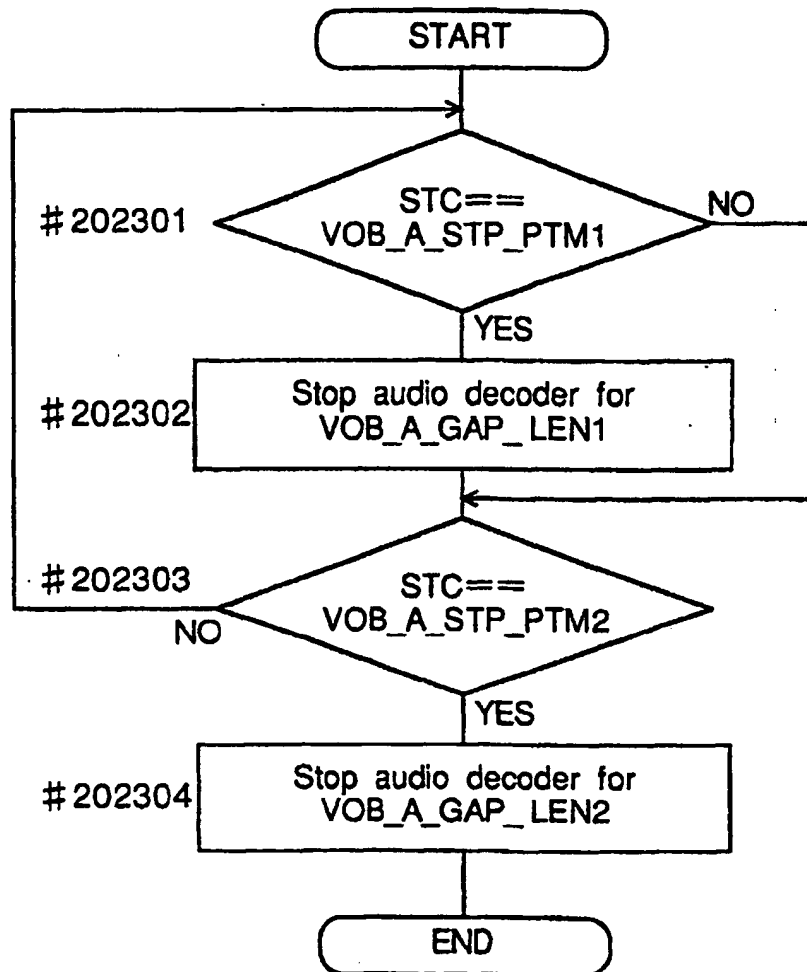 START
#202301
STC==
VOB_A_STP_PTM1
NO
YES
#202302
Stop audio decoder for
VOB_A_GAP_LEN1
#202303
STC==
VOB_A_STP_PTM2
NO
YES
#202304
Stop audio decoder for
VOB_A_GAP_LEN2
END